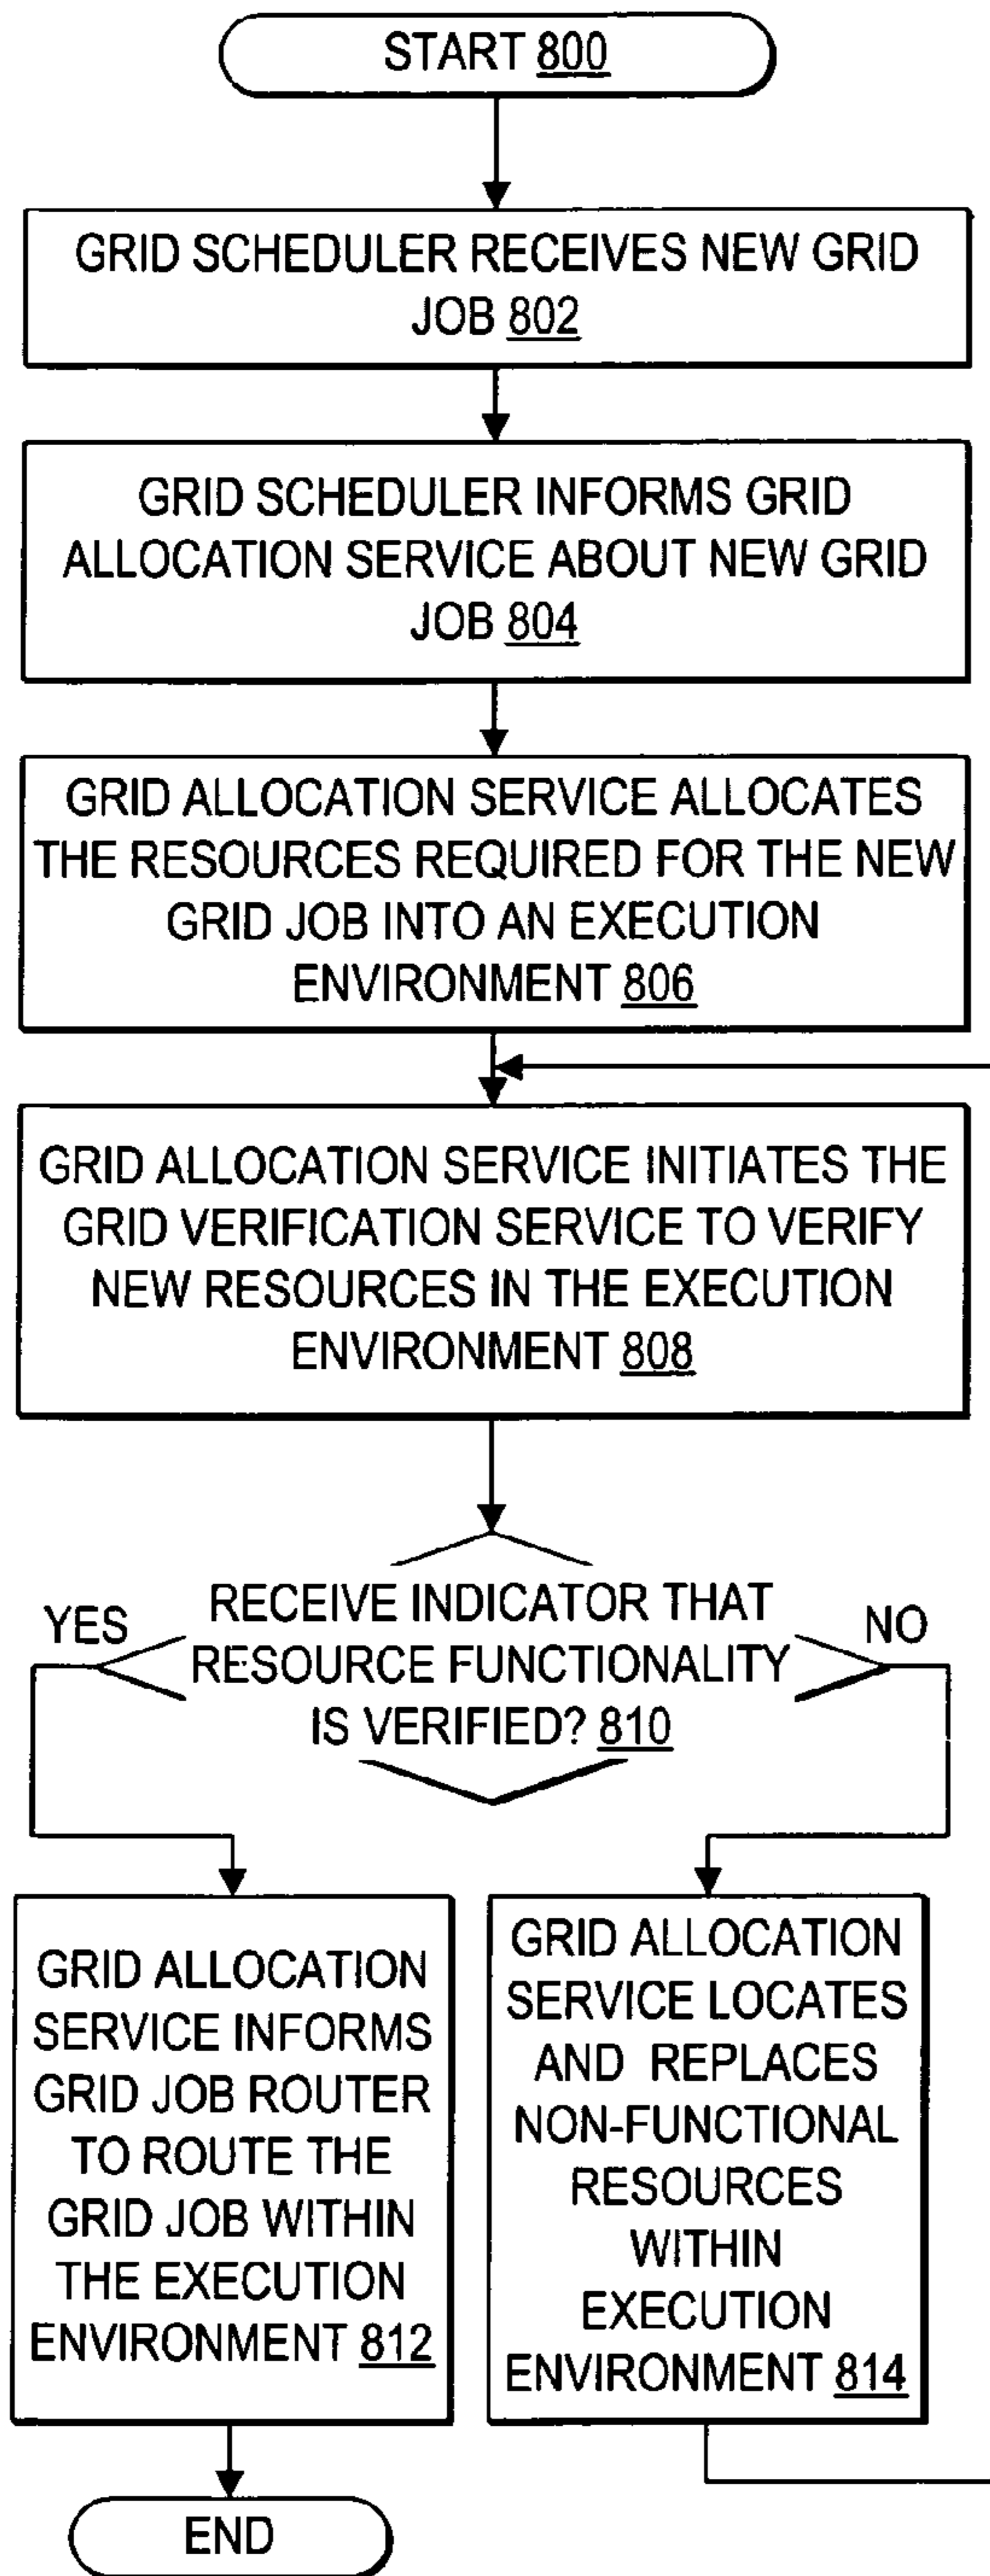 START 800
GRID SCHEDULER RECEIVES NEW GRID
JOB 802
GRID SCHEDULER INFORMS GRID
ALLOCATION SERVICE ABOUT NEW GRID
JOB 804
GRID ALLOCATION SERVICE ALLOCATES
THE RESOURCES REQUIRED FOR THE NEW
GRID JOB INTO AN EXECUTION
ENVIRONMENT 806
GRID ALLOCATION SERVICE INITIATES THE
GRID VERIFICATION SERVICE TO VERIFY
NEW RESOURCES IN THE EXECUTION
ENVIRONMENT 808
RECEIVE INDICATOR THAT
RESOURCE FUNCTIONALITY
IS VERIFIED? 810
YES
NO
GRID ALLOCATION
SERVICE INFORMS
GRID JOB ROUTER
TO ROUTE THE
GRID JOB WITHIN
THE EXECUTION
ENVIRONMENT 812
GRID ALLOCATION
SERVICE LOCATES
AND REPLACES
NON-FUNCTIONAL
RESOURCES
WITHIN
EXECUTION
ENVIRONMENT 814
END